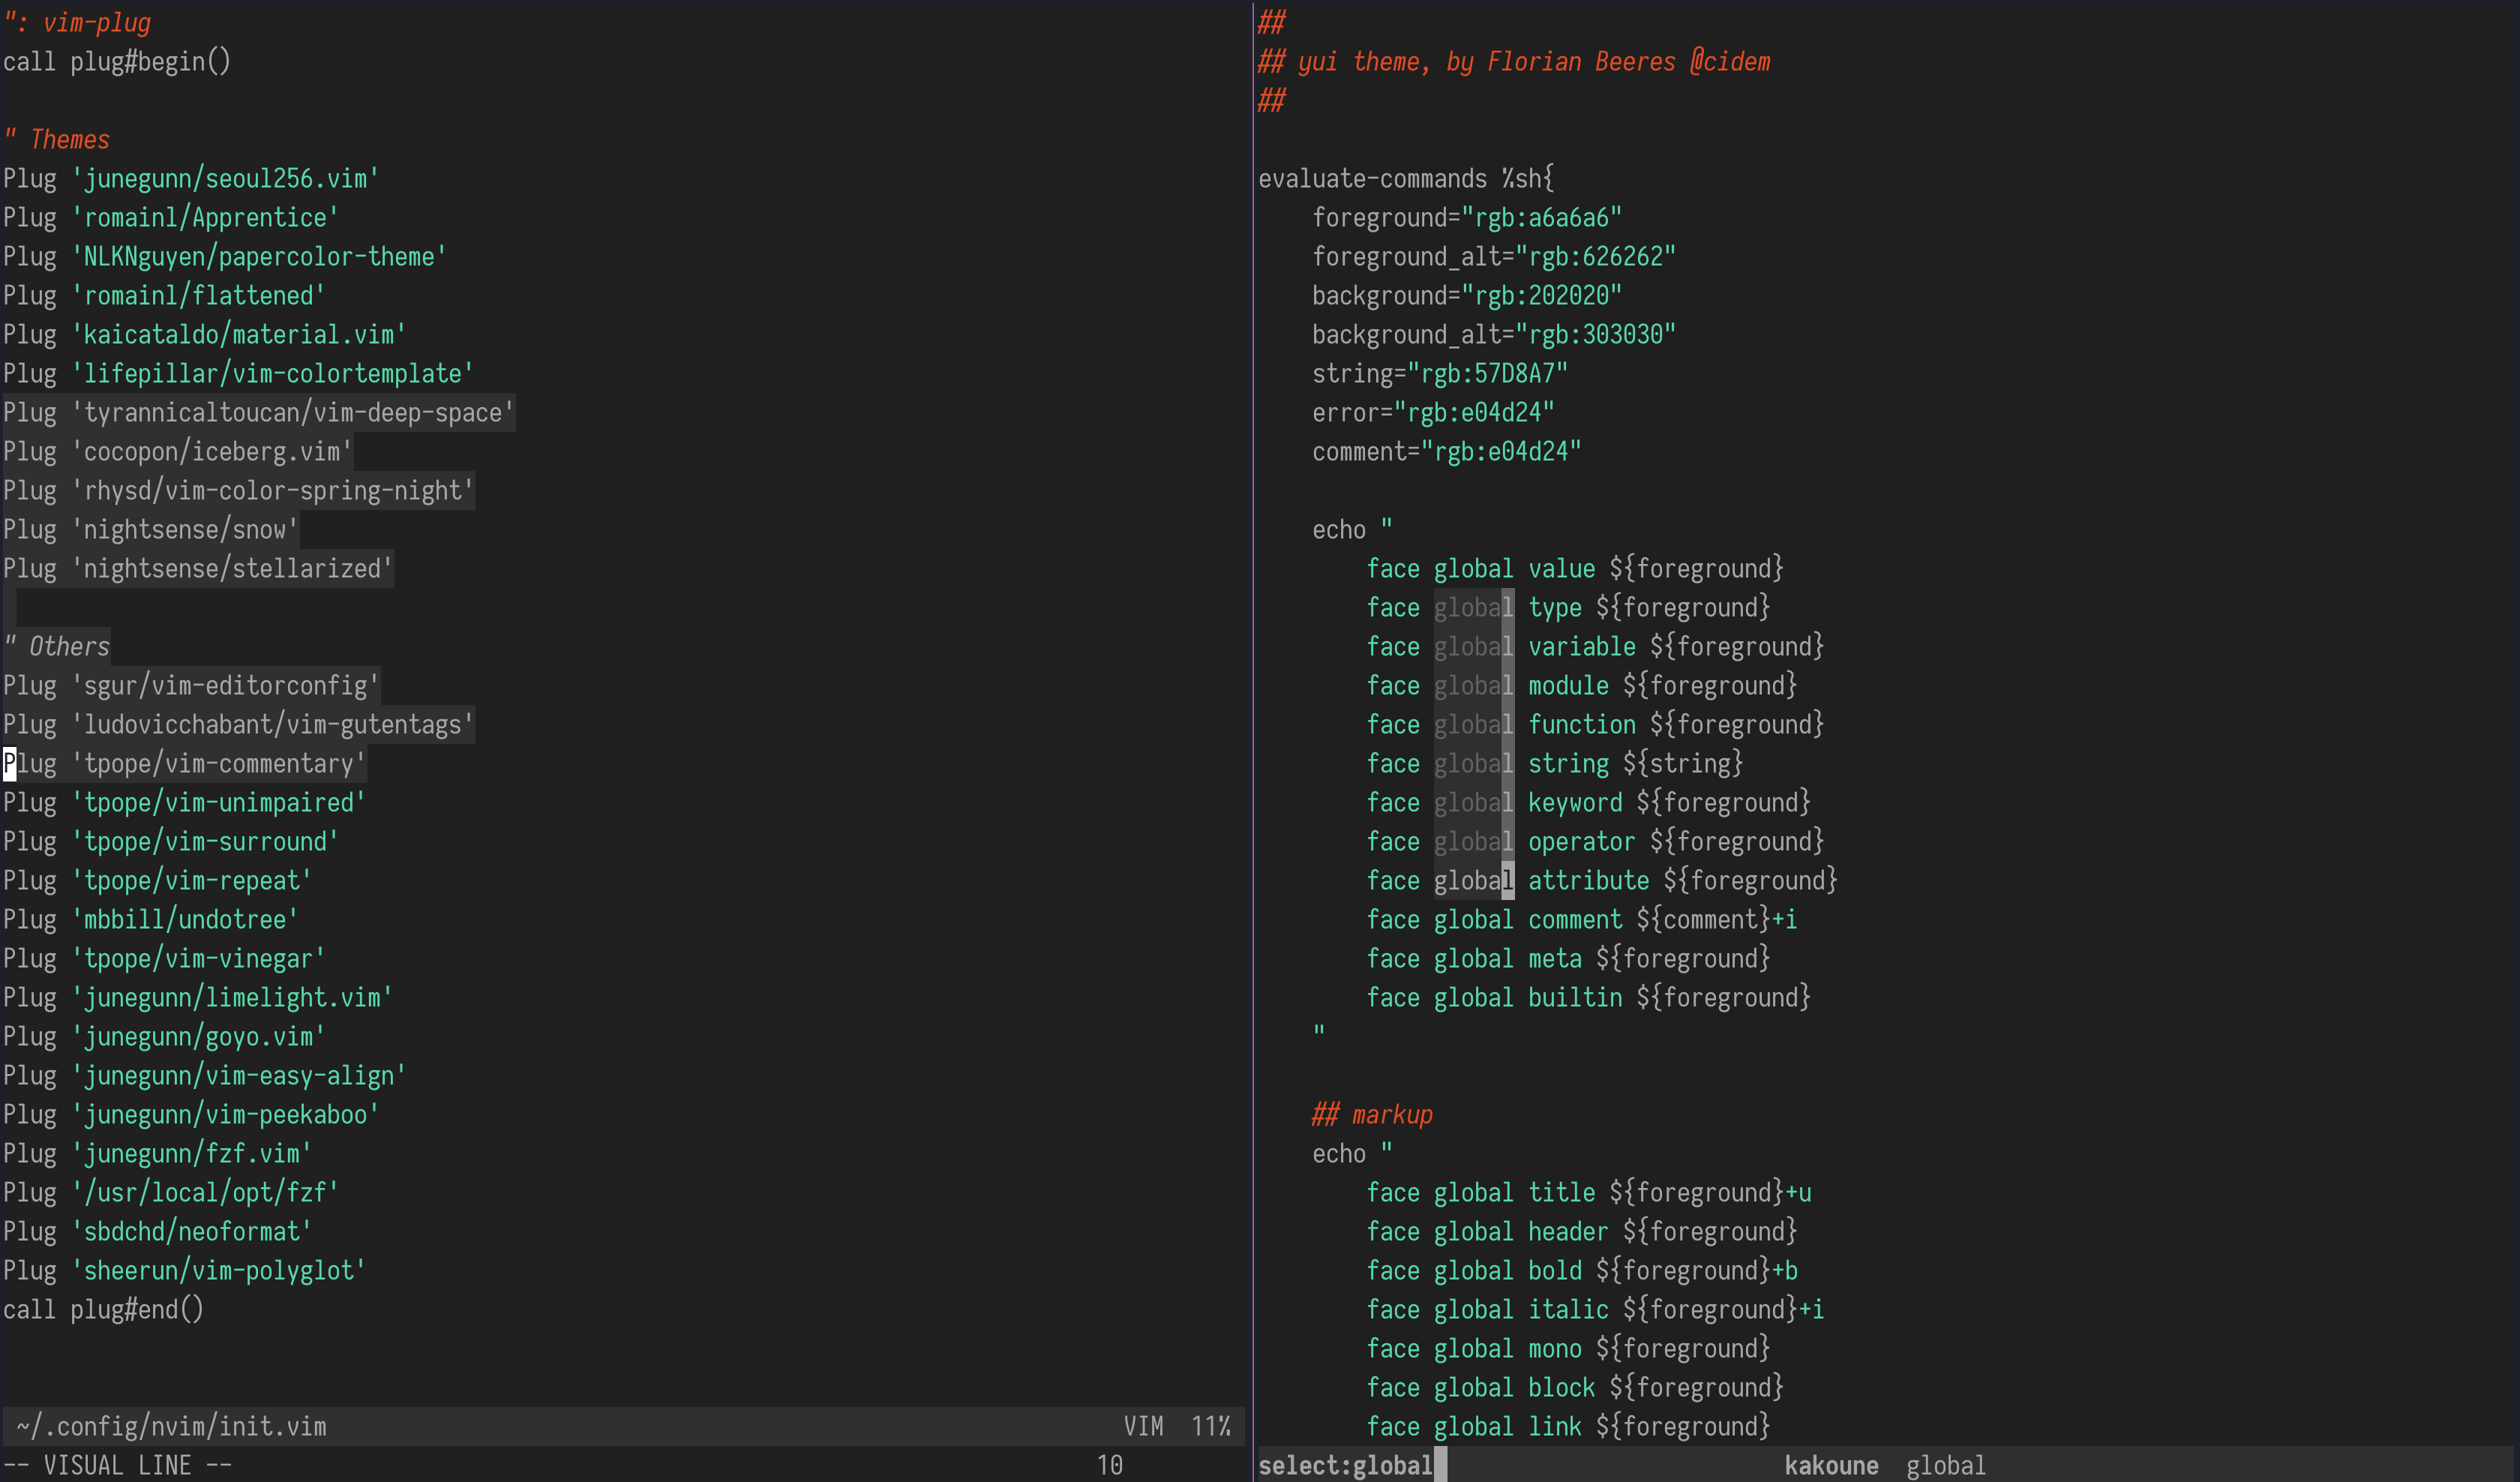 ": vim-plug
call plug#begin()
" Themes
Plug 'junegunn/seoul256.vim'
Plug 'romainl/Apprentice'
Plug 'NLKNguyen/papercolor-theme'
Plug 'romainl/flattened'
Plug 'kaicataldo/material.vim'
Plug 'lifepillar/vim-colortemplate'
Plug 'tyrannicaltoucan/vim-deep-space'
Plug 'cocopon/iceberg.vim'
Plug 'rhysd/vim-color-spring-night'
Plug 'nightsense/snow'
Plug 'nightsense/stellarized'
" Others
Plug 'sgur/vim-editorconfig'
Plug 'ludovicchabant/vim-gutentags'
Plug 'tpope/vim-commentary'
Plug 'tpope/vim-unimpaired'
Plug 'tpope/vim-surround'
Plug 'tpope/vim-repeat'
Plug 'mbbill/undotree'
Plug 'tpope/vim-vinegar'
Plug 'junegunn/limelight.vim'
Plug 'junegunn/goyo.vim'
Plug 'junegunn/vim-easy-align'
Plug 'junegunn/vim-peekaboo'
Plug 'junegunn/fzf.vim'
Plug '/usr/local/opt/fzf'
Plug 'sbdchd/neoformat'
Plug 'sheerun/vim-polyglot'
call plug#end()
~/.config/nvim/init.vim VIM 11%
-- VISUAL LINE -- 10
##
## yui theme, by Florian Beeres @cidem
##
evaluate-commands %sh{
foreground="rgb:a6a6a6"
foreground_alt="rgb:626262"
background="rgb:202020"
background_alt="rgb:303030"
string="rgb:57D8A7"
error="rgb:e04d24"
comment="rgb:e04d24"
echo "
face global value ${foreground}
face global type ${foreground}
face global variable ${foreground}
face global module ${foreground}
face global function ${foreground}
face global string ${string}
face global keyword ${foreground}
face global operator ${foreground}
face global attribute ${foreground}
face global comment ${comment}+i
face global meta ${foreground}
face global builtin ${foreground}
"
## markup
echo "
face global title ${foreground}+u
face global header ${foreground}
face global bold ${foreground}+b
face global italic ${foreground}+i
face global mono ${foreground}
face global block ${foreground}
face global link ${foreground}
select:global kakoune global